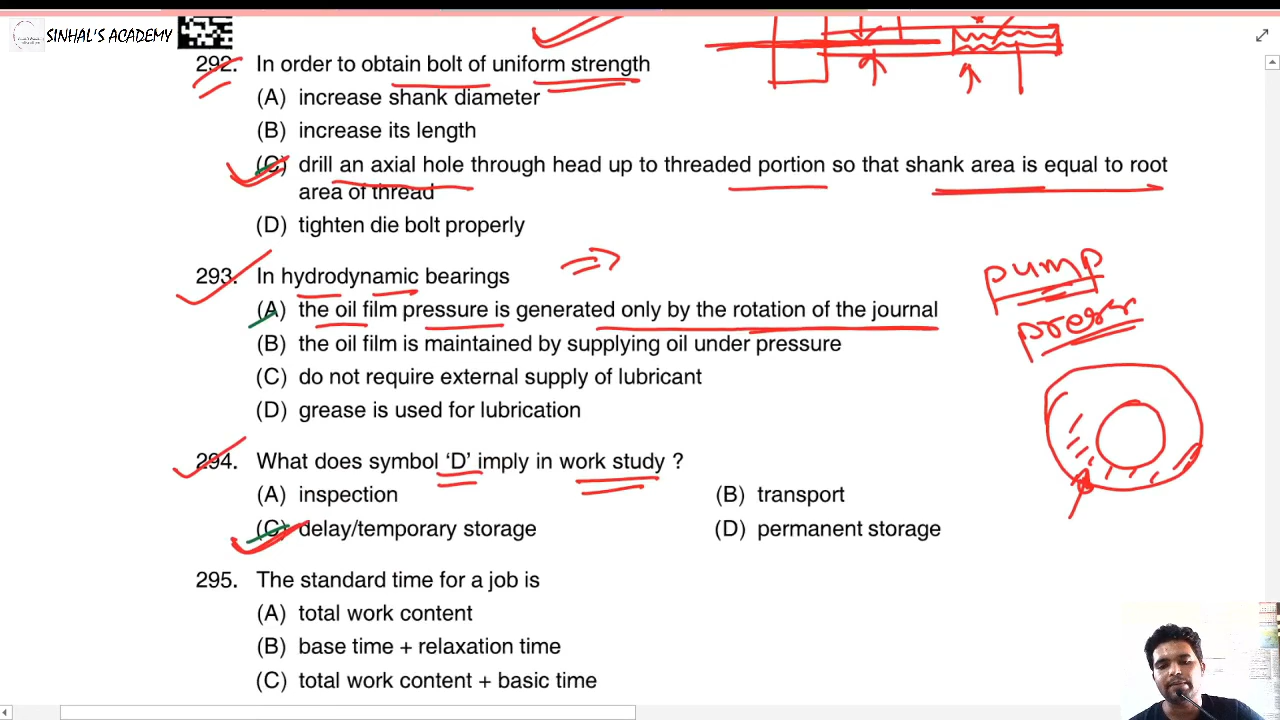 SINHAL'S ACADEMY
292. In order to obtain bolt of uniform strength
(A) increase shank diameter
(B) increase its length
(C) drill an axial hole through head up to threaded portion so that shank area is equal to root
area of thread
(D) tighten die bolt properly
293. In hydrodynamic bearings
(A) the oil film pressure is generated only by the rotation of the journal
(B) the oil film is maintained by supplying oil under pressure
(C) do not require external supply of lubricant
(D) grease is used for lubrication
pump
press
294. What does symbol ‘D’ imply in work study ?
(A) inspection (B) transport
(C) delay/temporary storage (D) permanent storage
295. The standard time for a job is
(A) total work content
(B) base time + relaxation time
(C) total work content + basic time